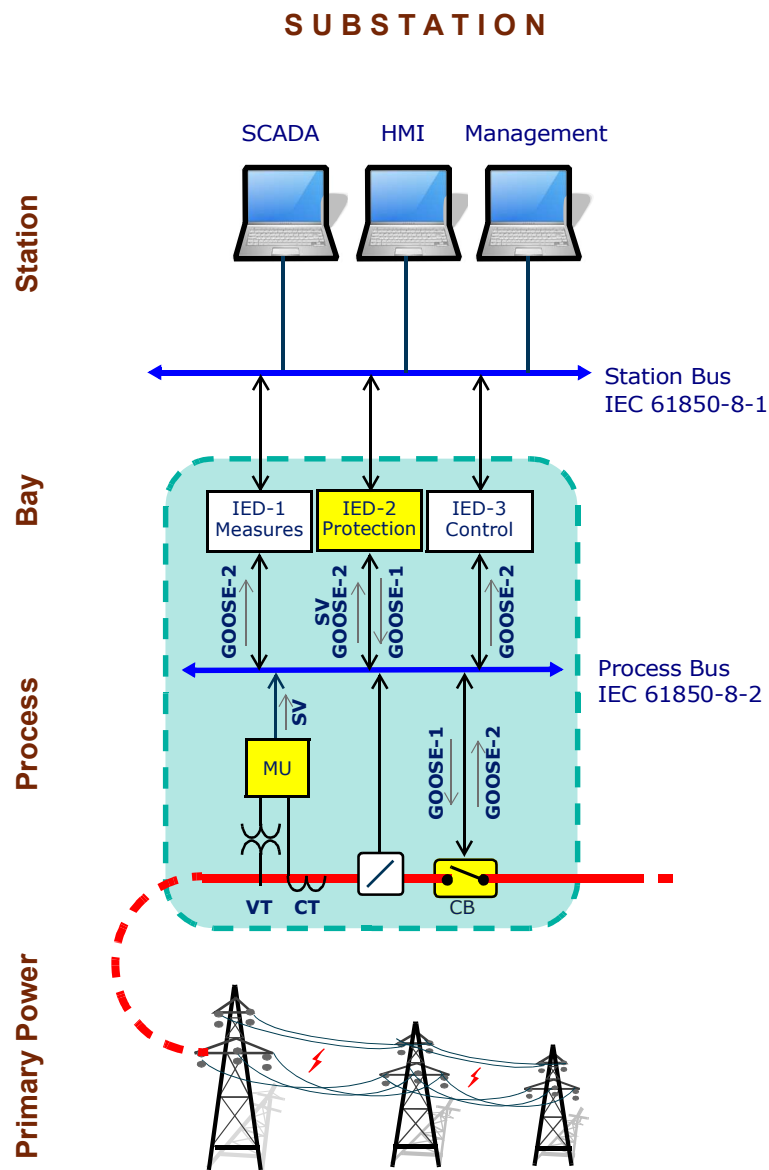 SUBSTATION
SCADA
HMI
Management
Station
Station Bus
IEC 61850-8-1
Bay
IED-1
Measures
IED-2
Protection
IED-3
Control
GOOSE-2
SV
GOOSE-2
GOOSE-1
GOOSE-2
Process Bus
IEC 61850-8-2
Process
SV
MU
GOOSE-1
GOOSE-2
VT
CT
CB
Primary Power